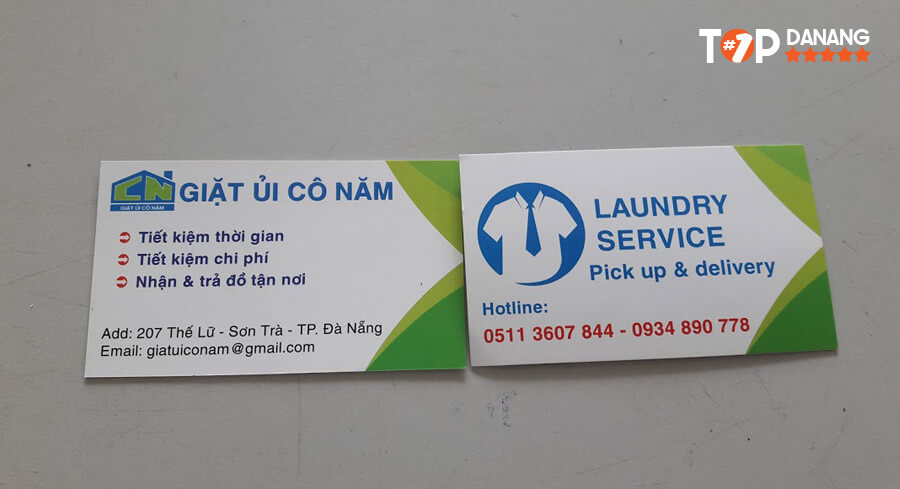 TOP #1 DANANG
CN
GIẶT ỦI CÔ NĂM
GIẶT ỦI CÔ NĂM
Tiết kiệm thời gian
Tiết kiệm chi phí
Nhận & trả đồ tận nơi
Add: 207 Thế Lữ - Sơn Trà - TP. Đà Nẵng
Email: giatuiconam@gmail.com
LAUNDRY
SERVICE
Pick up & delivery
Hotline:
0511 3607 844 - 0934 890 778